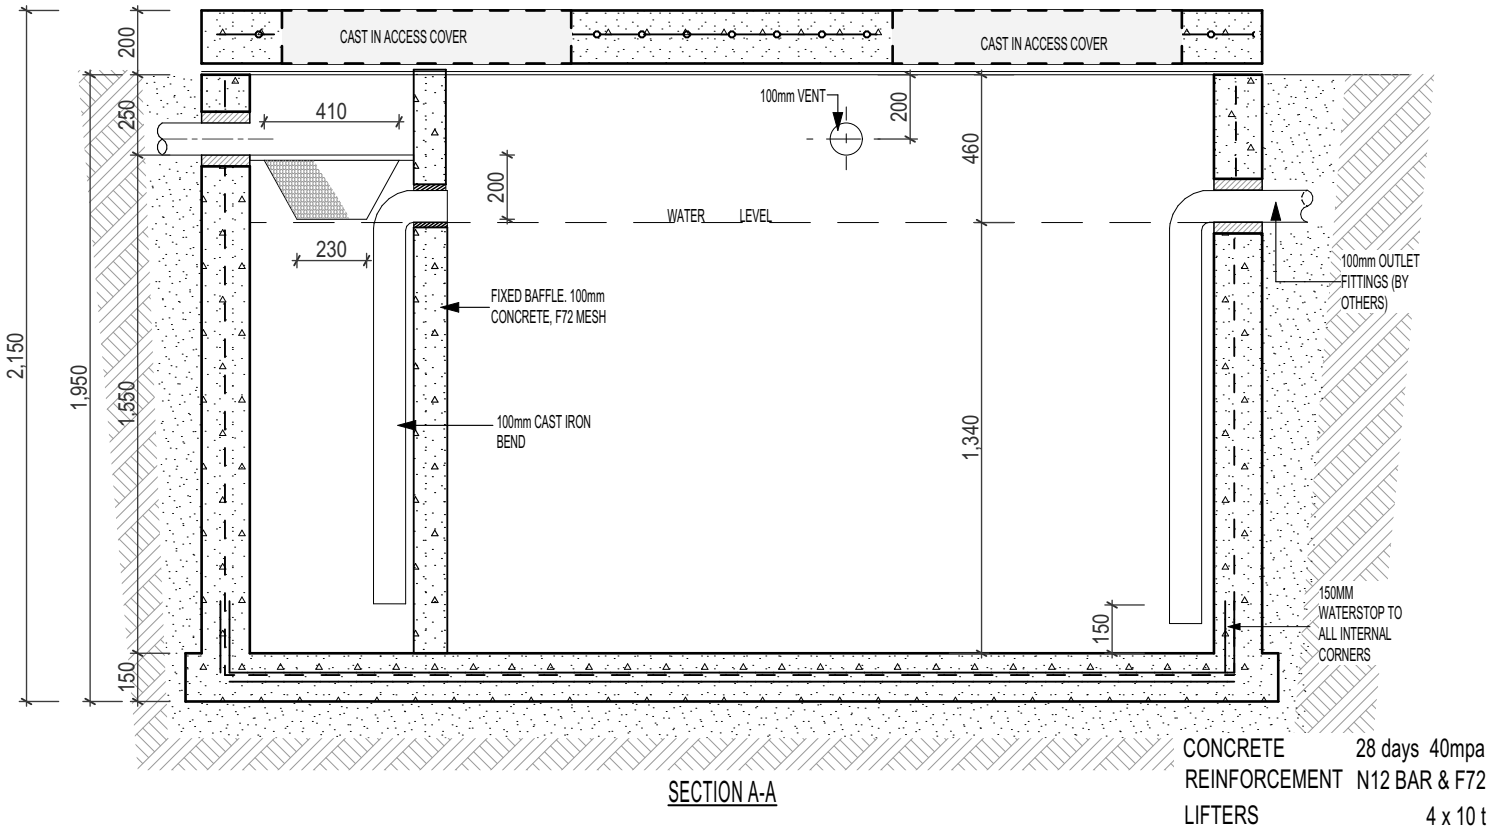 CAST IN ACCESS COVER
CAST IN ACCESS COVER
200
250
410
100mm VENT
200
460
200
WATER LEVEL
230
100mm OUTLET
FITTINGS (BY
OTHERS)
FIXED BAFFLE. 100mm
CONCRETE, F72 MESH
2,150
1,950
1,550
100mm CAST IRON
BEND
1,340
150
150MM
WATERSTOP TO
ALL INTERNAL
CORNERS
150
SECTION A-A
CONCRETE 28 days 40mpa
REINFORCEMENT N12 BAR & F72
LIFTERS 4 x 10 t